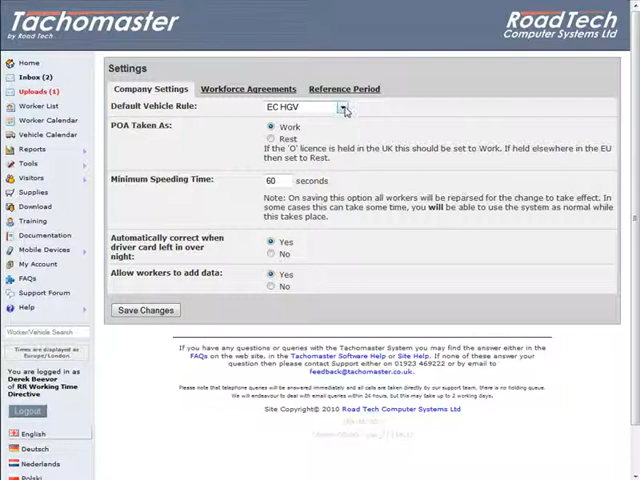 Tachomaster
by Road Tech
RoadTech
Computer Systems Ltd
Home
Inbox (2)
Uploads (1)
Worker List
Worker Calendar
Vehicle Calendar
Reports
Tools
Visitors
Supplies
Download
Training
Documentation
Mobile Devices
My Account
FAQs
Support Forum
Help
Worker/Vehicle Search
Times are displayed as
Europe/London.
You are logged in as
Derek
Beevor
of RR Working Time
Directive
Logout
English
Deutsch
Nederlands
Polski
Settings
Company Settings Workforce Agreements Reference Period
Default Vehicle Rule: EC HGV
POA Taken As: Work
Rest
If the 'O' licence is held in the UK this should be set to Work. If held elsewhere in the EU
then set to Rest.
Minimum Speeding Time: 60 seconds
Note: On saving this option all workers will be reparsed for the change to take effect. In
some cases this can take some time, you will be able to use the system as normal while
this takes place.
Automatically correct when
driver card left in over
night:
Yes
No
Allow workers to add data: Yes
No
Save Changes
If you have any questions or queries with the Tachomaster System you may find the answer either in the
FAQs on the web site, in the Tachomaster Software Help or Site Help. If none of these answer your
question then please contact Support Either on 01923 469222 or by email to
feedback@tachomaster.co.uk.
Please note that telephone queries will be answered immediately and all calls are taken directly by our support team, there is no holding queue.
We will endeavour to deal with email queries within 24 hours, but this may take up to 2 working days.
Site Copyright© 2010 Road Tech Computer Systems Ltd